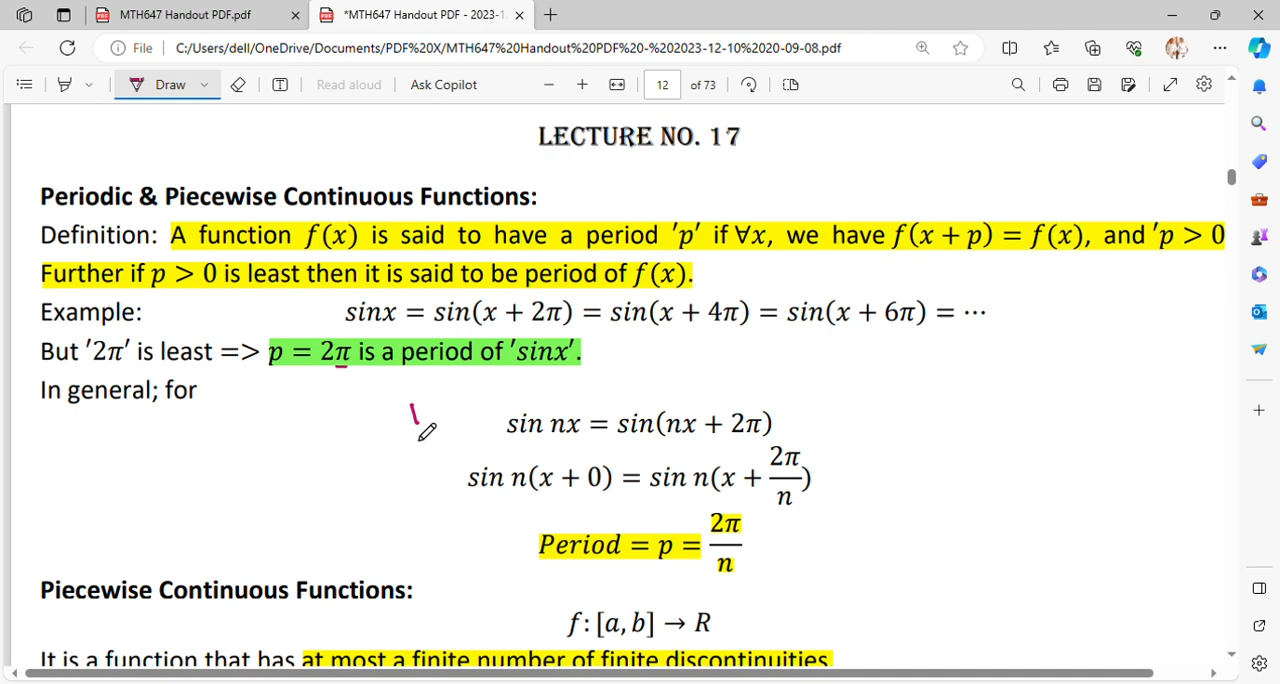 MTH647 Handout PDF.pdf
*MTH647 Handout PDF - 2023-1
File
C:/Users/dell/OneDrive/Documents/PDF%20X/MTH647%20Handout%20PDF%20-%202023-12-10%2020-09-08.pdf
Draw
Read aloud
Ask Copilot
12 of 73
LECTURE NO. 17
Periodic & Piecewise Continuous Functions:
Definition: A function f(x) is said to have a period 'p' if ∀x, we have f(x + p) = f(x), and 'p > 0
Further if p > 0 is least then it is said to be period of f(x).
Example: sinx = sin(x + 2π) = sin(x + 4π) = sin(x + 6π) = ⋯
But '2π' is least => p = 2π is a period of 'sinx'.
In general; for
sin nx = sin(nx + 2π)
sin n(x + 0) = sin n(x + 2π/n)
Period = p = 2π/n
Piecewise Continuous Functions:
f: [a, b] → R
It is a function that has at most a finite number of finite discontinuities